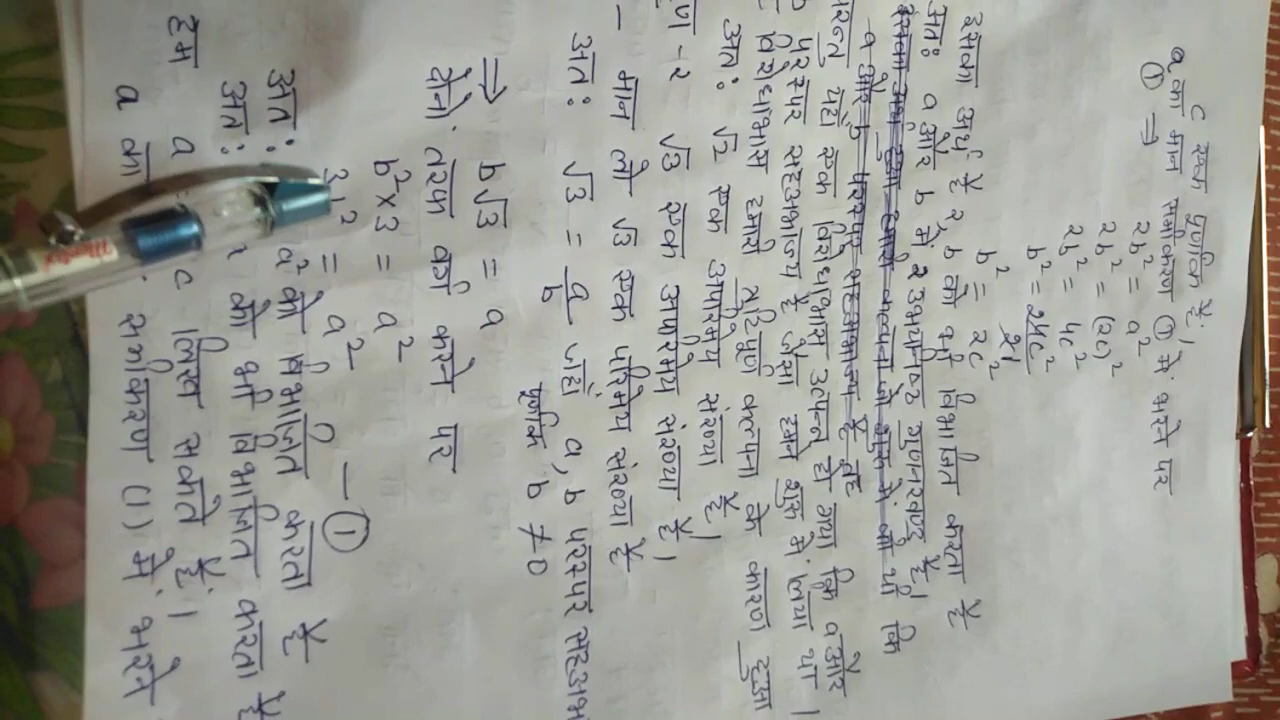 c एक पूर्णांक है।
a का मान समीकरण ① में भरने पर
① ⇒ 2b² = a²
2b² = (2c)²
2b² = 4c²
b² = 24c²/21
b² = 2c²
इसका अर्थ है 2, b को भी विभाजित करता है
अतः a और b में 2 उभयनिष्ठ गुणनखण्ड है।
परन्तु यहाँ एक विरोधाभास उत्पन्न हो गया कि a और
परस्पर सहअभाज्य है जैसा हमने शुरू में लिया था।
विरोधाभास हमारी त्रुटिपूर्ण कल्पना के कारण हुआ
अतः √2 एक अपरिमेय संख्या है।
-2 √3 एक अपरिमेय संख्या है।
– मान लो √3 एक परिमेय संख्या है
अतः √3 = a/b जहाँ a, b परस्पर सहअभा
पूर्णांक b ≠ 0
⇒ b√3 = a
दोनों तरफ वर्ग करने पर
b²×3 = a²
3b² = a² — ①
अतः a² को विभाजित करता है
अतः को भी विभाजित करता है
हम a c लिख सकते हैं।
a का समीकरण (1) में भरने